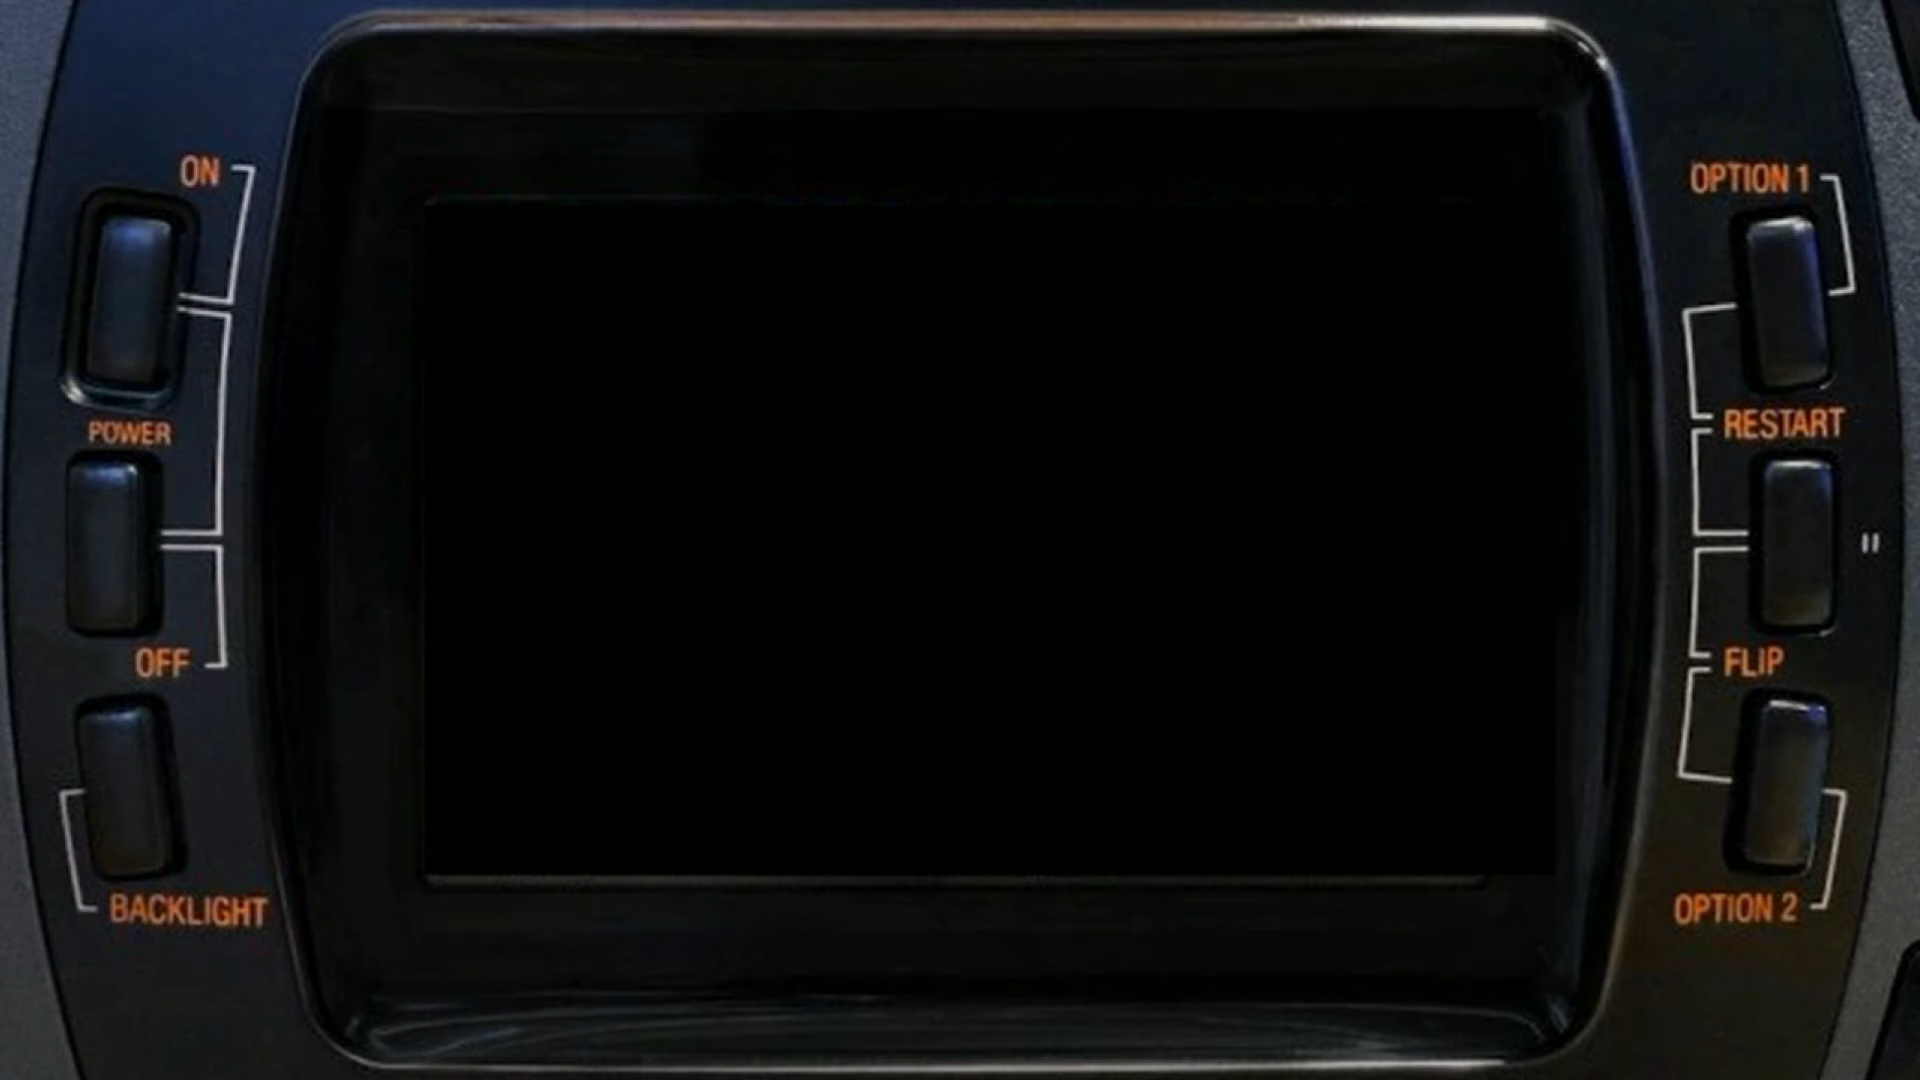 ON
POWER
OFF
BACKLIGHT
OPTION 1
RESTART
FLIP
OPTION 2